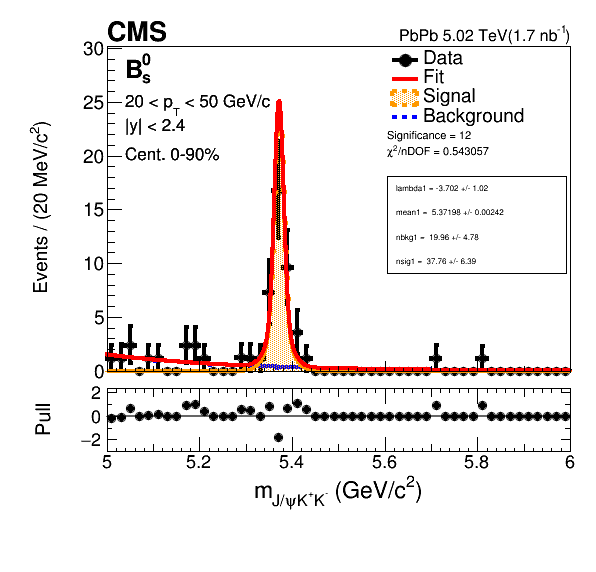 CMS
PbPb 5.02 TeV(1.7 nb⁻¹)
B⁰ₛ
20 < p_T < 50 GeV/c
|y| < 2.4
Cent. 0-90%
Data
Fit
Signal
Background
Significance = 12
χ²/nDOF = 0.543057
lambda1 = -3.702 +/- 1.02
mean1 = 5.37198 +/- 0.00242
nbkg1 = 19.96 +/- 4.78
nsig1 = 37.76 +/- 6.39
Events / (20 MeV/c²)
30
25
20
15
10
5
0
Pull
2
0
−2
5 5.2 5.4 5.6 5.8 6
m_{J/ψK⁺K⁻} (GeV/c²)